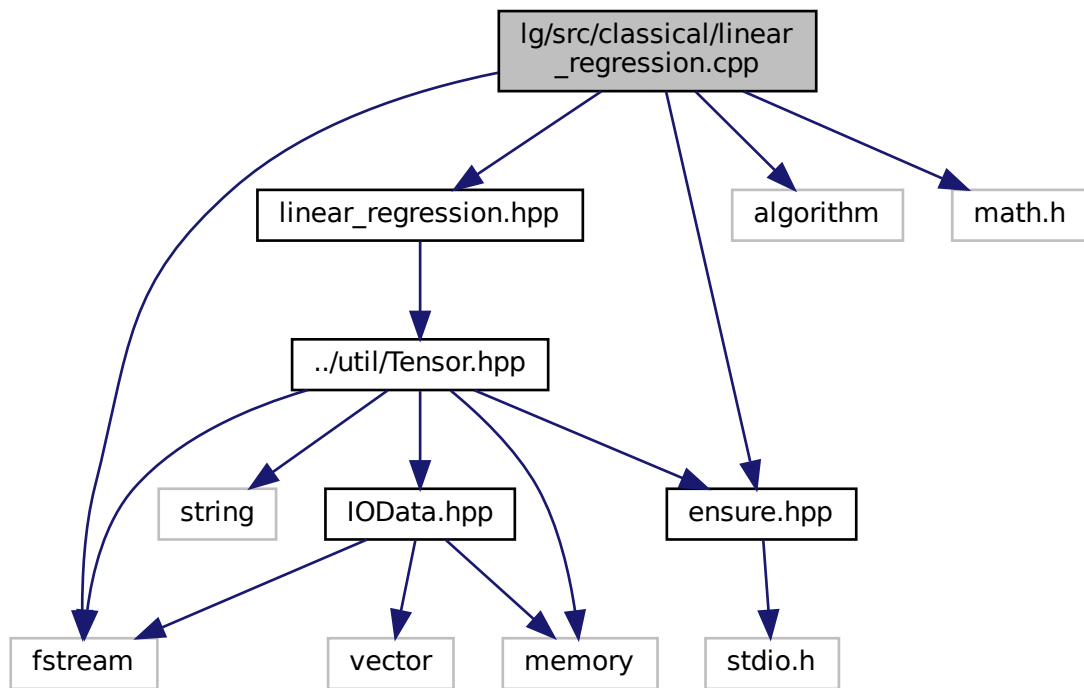 lg/src/classical/linear
_regression.cpp
linear_regression.hpp
algorithm
math.h
../util/Tensor.hpp
string
IOData.hpp
ensure.hpp
fstream
vector
memory
stdio.h